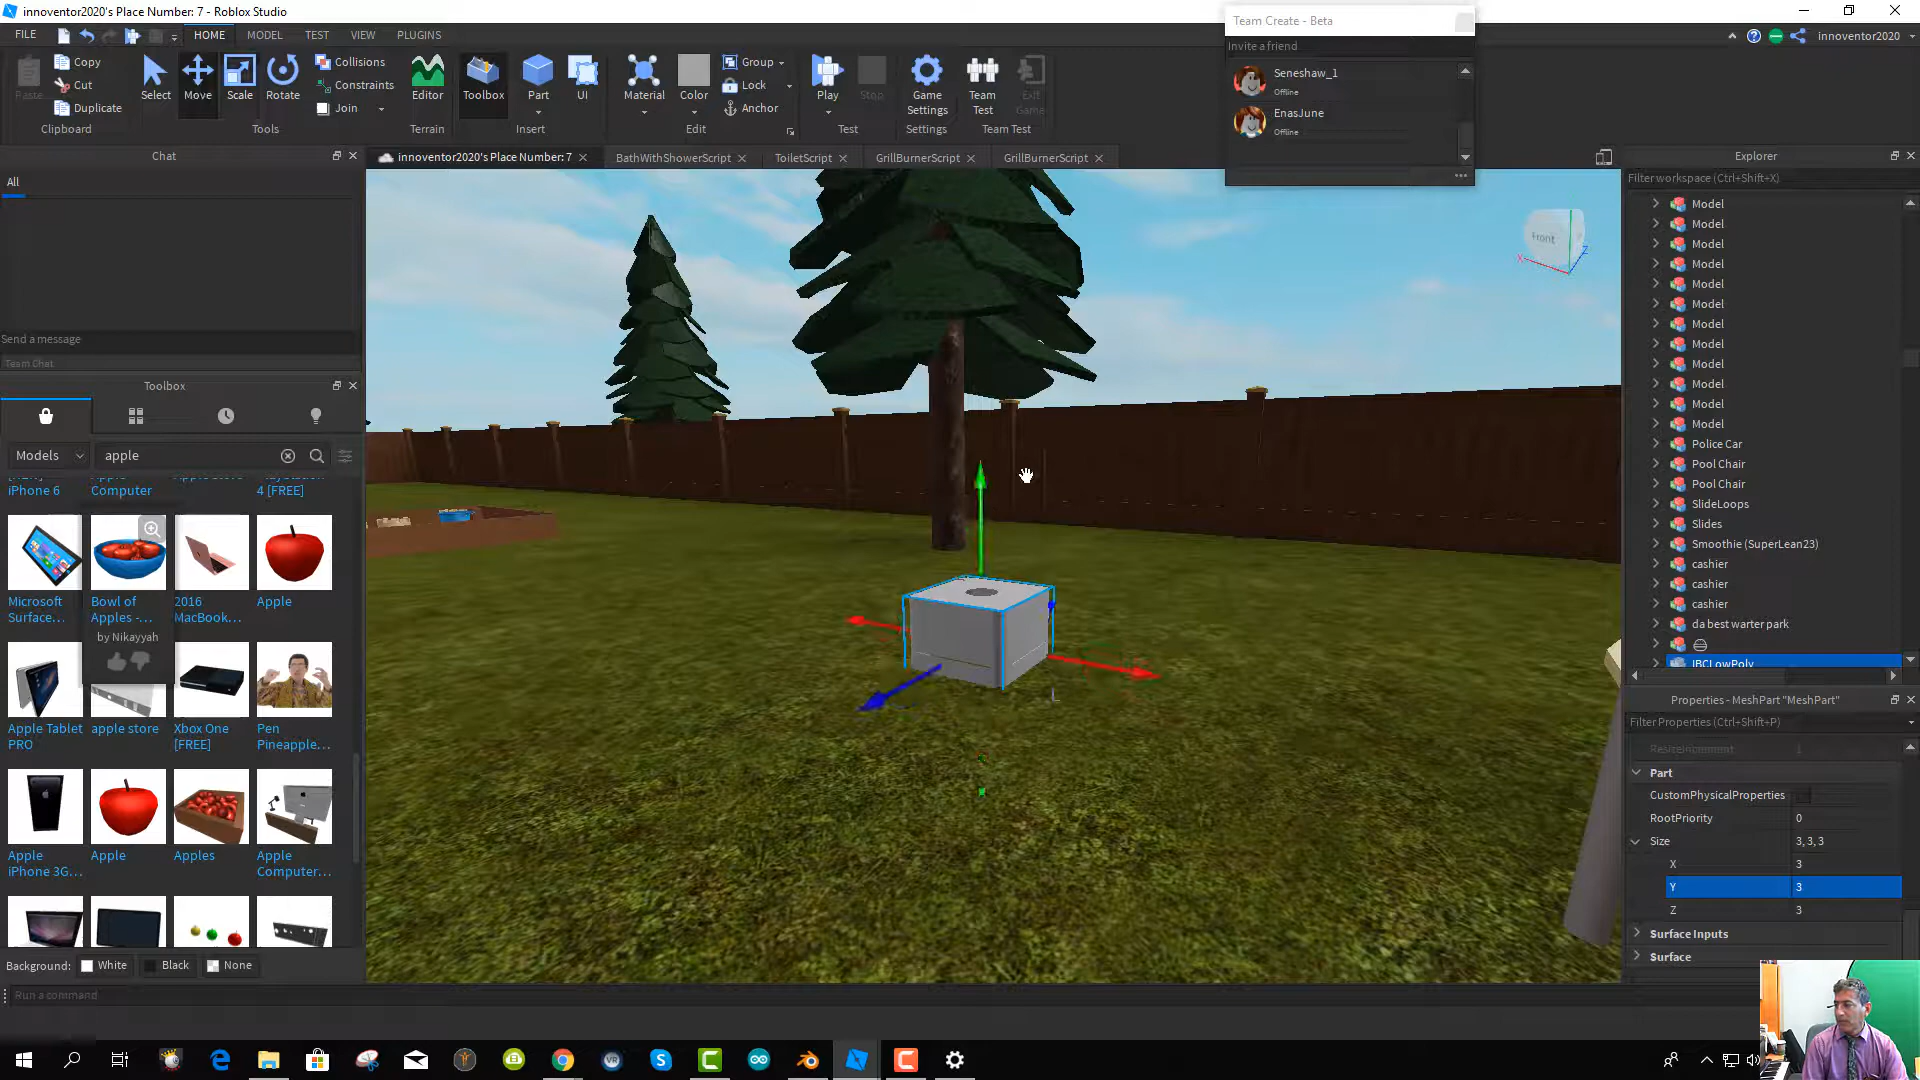 innoventor2020's Place Number: 7 - Roblox Studio
FILE
HOME
MODEL
TEST
VIEW
PLUGINS
innoventor2020
Paste
Copy
Cut
Duplicate
Clipboard
Select
Move
Scale
Rotate
Collisions
Constraints
Join
Tools
Editor
Terrain
Toolbox
Part
UI
Insert
Material
Color
Group
Lock
Anchor
Edit
Play
Stop
Test
Game
Settings
Settings
Team
Test
Exit
Game
Team Test
Team Create - Beta
Invite a friend
Seneshaw_1
Offline
EnasJune
Offline
Chat
All
Send a message
Team Chat
innoventor2020's Place Number: 7
BathWithShowerScript
ToiletScript
GrillBurnerScript
GrillBurnerScript
Front
X
Z
Toolbox
Models
apple
iPhone 6
Apple
Computer
4 [FREE]
Microsoft
Surface...
Bowl of
Apples -...
by Nikayyah
2016
MacBook...
Apple
Apple Tablet
PRO
apple store
Xbox One
[FREE]
Pen
Pineapple...
Apple
iPhone 3G...
Apple
Apples
Apple
Computer...
Background:
White
Black
None
Run a command
Explorer
Filter workspace (Ctrl+Shift+X)
Model
Model
Model
Model
Model
Model
Model
Model
Model
Model
Model
Model
Police Car
Pool Chair
Pool Chair
SlideLoops
Slides
Smoothie (SuperLean23)
cashier
cashier
cashier
da best warter park
IBCLowPoly
Properties - MeshPart "MeshPart"
Filter Properties (Ctrl+Shift+P)
ResizeIncrement 1
Part
CustomPhysicalProperties
RootPriority 0
Size 3, 3, 3
X 3
Y 3
Z 3
Surface Inputs
Surface